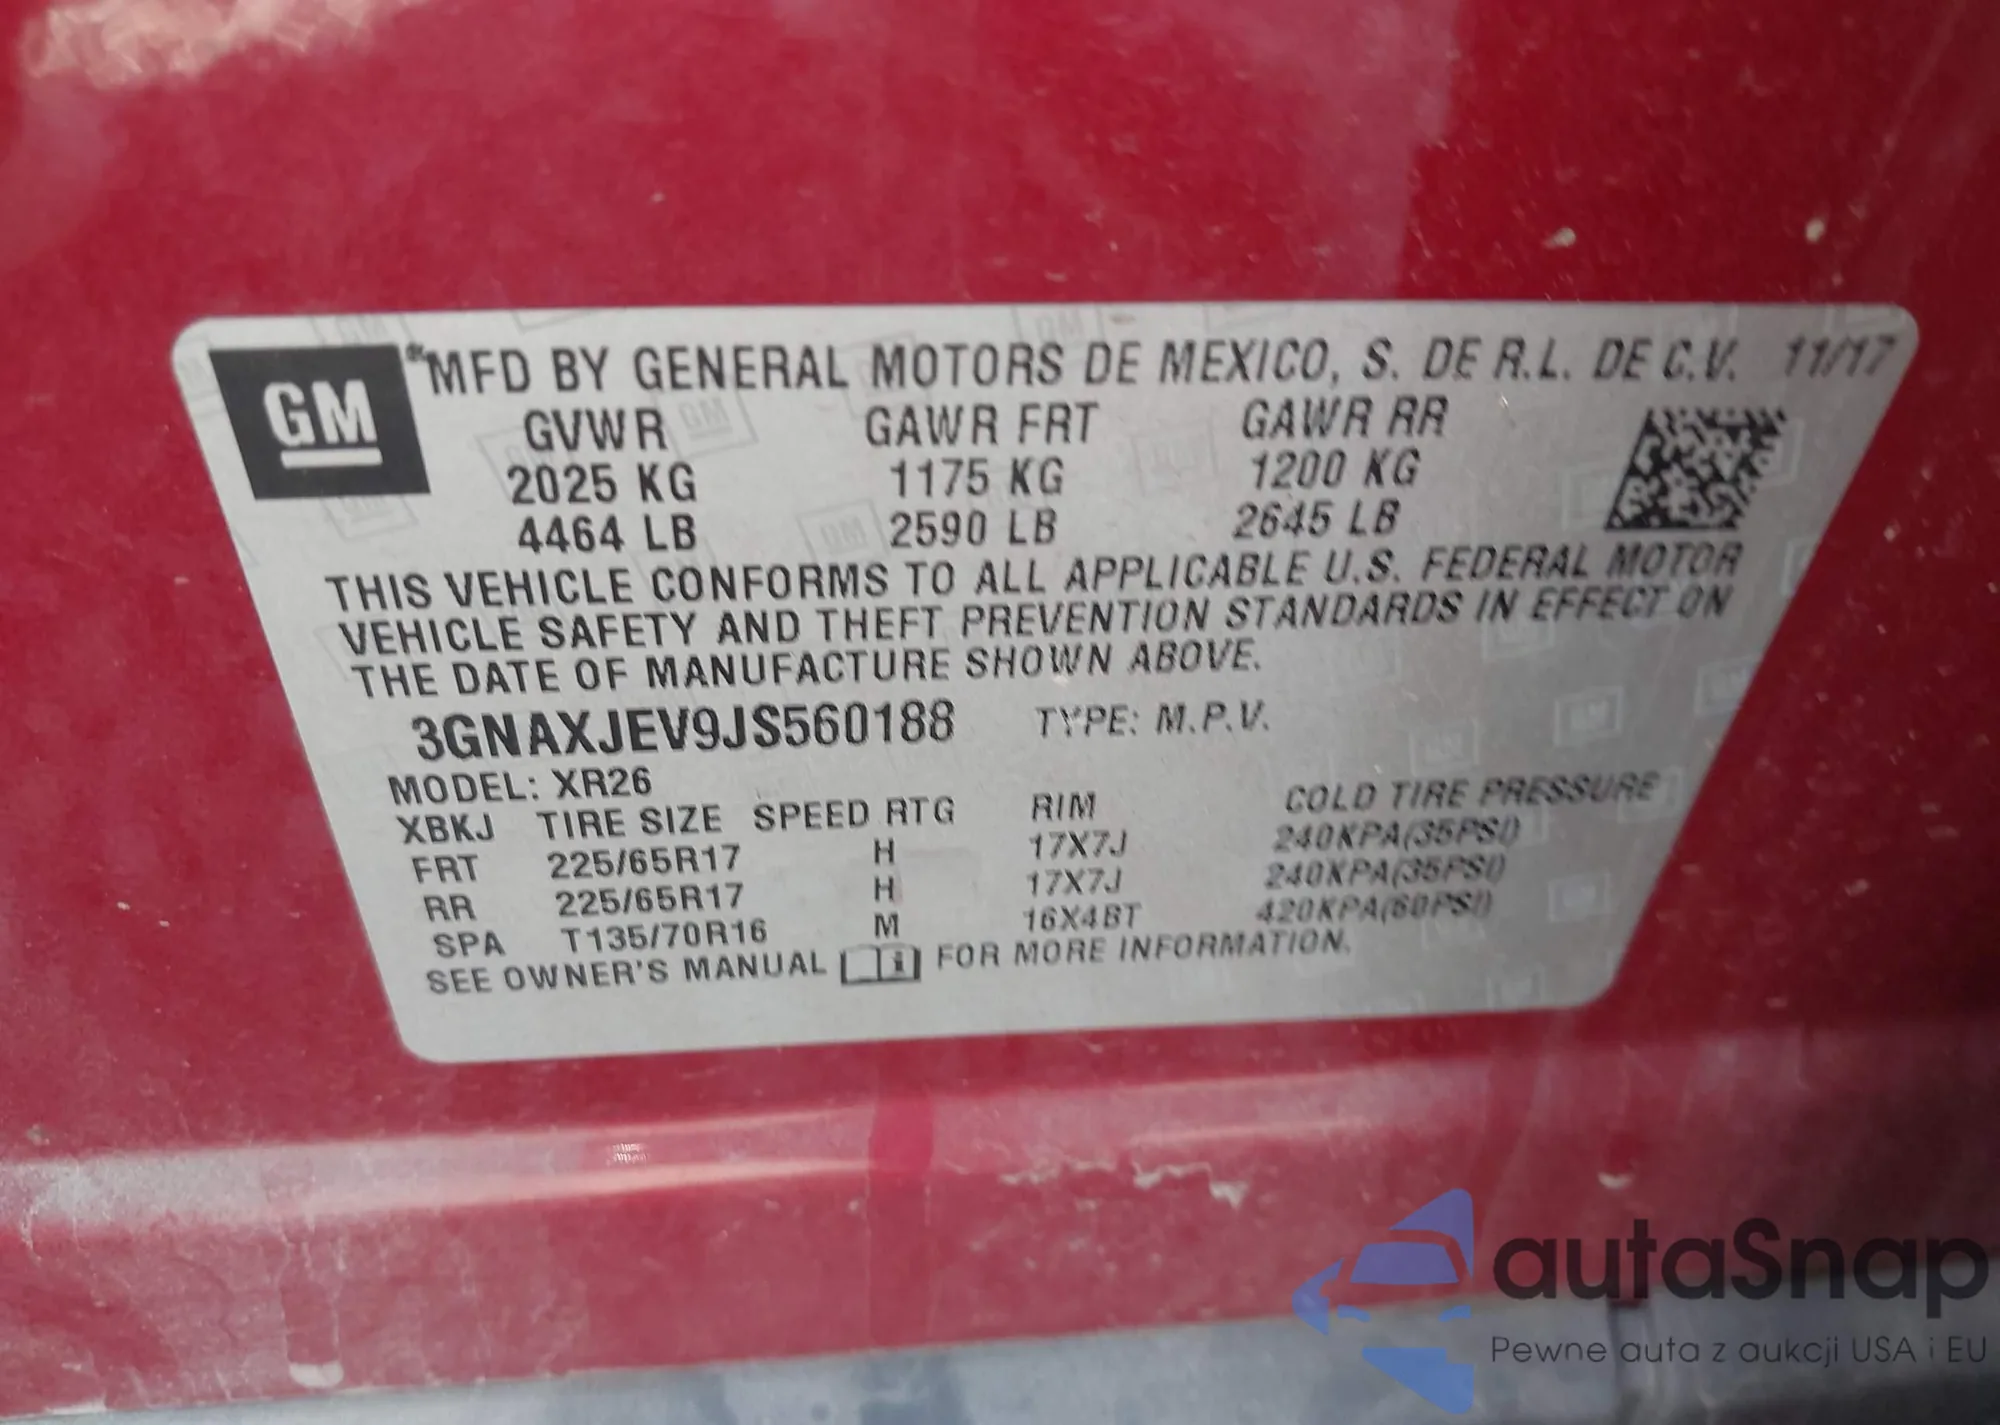 GM
MFD BY GENERAL MOTORS DE MEXICO, S. DE R.L. DE C.V. 11/17
GVWR GAWR FRT GAWR RR
2025 KG 1175 KG 1200 KG
4464 LB 2590 LB 2645 LB
THIS VEHICLE CONFORMS TO ALL APPLICABLE U.S. FEDERAL MOTOR
VEHICLE SAFETY AND THEFT PREVENTION STANDARDS IN EFFECT ON
THE DATE OF MANUFACTURE SHOWN ABOVE.
3GNAXJEV9JS560188 TYPE: M.P.V.
MODEL: XR26
XBKJ TIRE SIZE SPEED RTG RIM COLD TIRE PRESSURE
FRT 225/65R17 H 17X7J 240KPA(35PSI)
RR 225/65R17 H 17X7J 240KPA(35PSI)
SPA T135/70R16 M 16X4BT 420KPA(60PSI)
SEE OWNER'S MANUAL FOR MORE INFORMATION.
autaSnap
Pewne auta z aukcji USA i EU